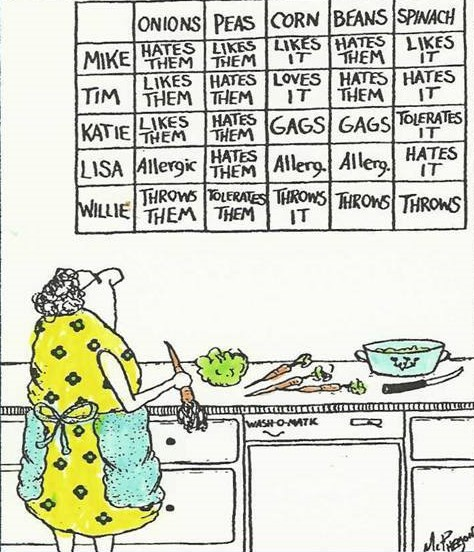 ONIONS PEAS CORN BEANS SPINACH
MIKE HATES THEM LIKES THEM LIKES IT HATES THEM LIKES IT
TIM LIKES THEM HATES THEM LOVES IT HATES THEM HATES IT
KATIE LIKES THEM HATES THEM GAGS GAGS TOLERATES IT
LISA Allergic HATES THEM Allerg. Allerg. HATES IT
WILLIE THROWS THEM TOLERATES THEM THROWS IT THROWS THROWS
WASH-O-MATIC